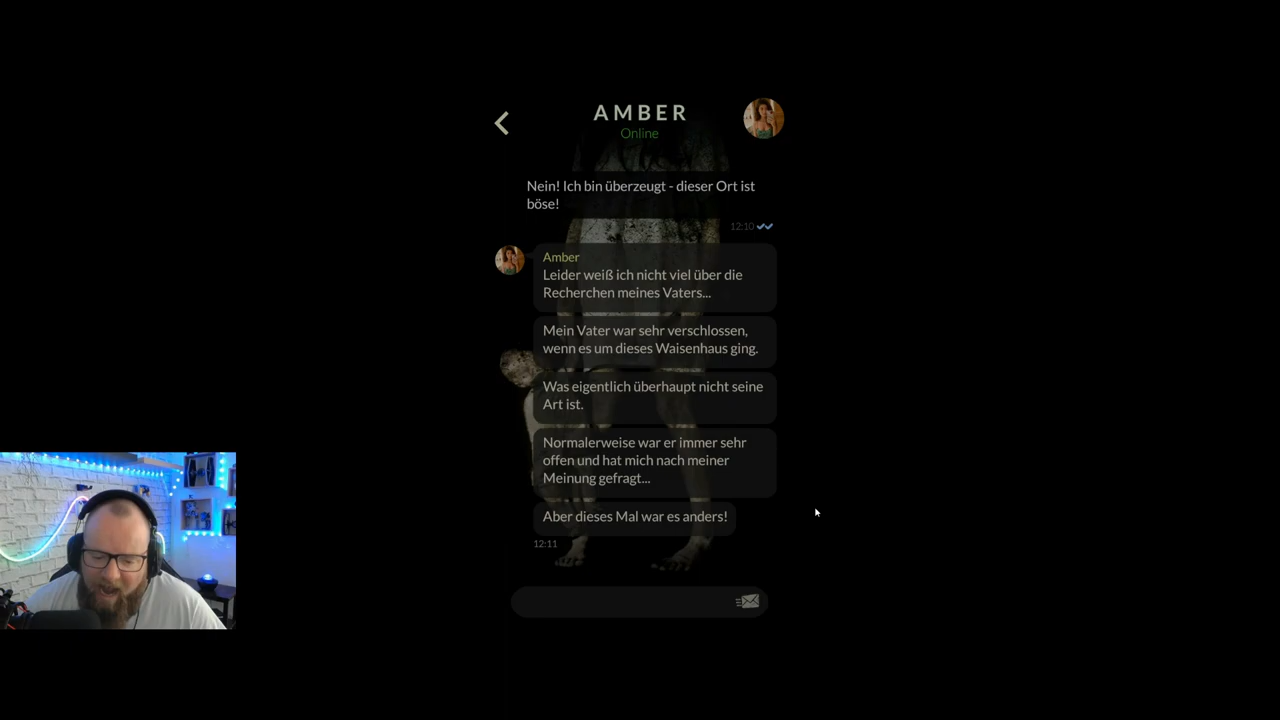 AMBER
Online
Nein! Ich bin überzeugt - dieser Ort ist
böse!
12:10
Amber
Leider weiß ich nicht viel über die
Recherchen meines Vaters...
Mein Vater war sehr verschlossen,
wenn es um dieses Waisenhaus ging.
Was eigentlich überhaupt nicht seine
Art ist.
Normalerweise war er immer sehr
offen und hat mich nach meiner
Meinung gefragt...
Aber dieses Mal war es anders!
12:11